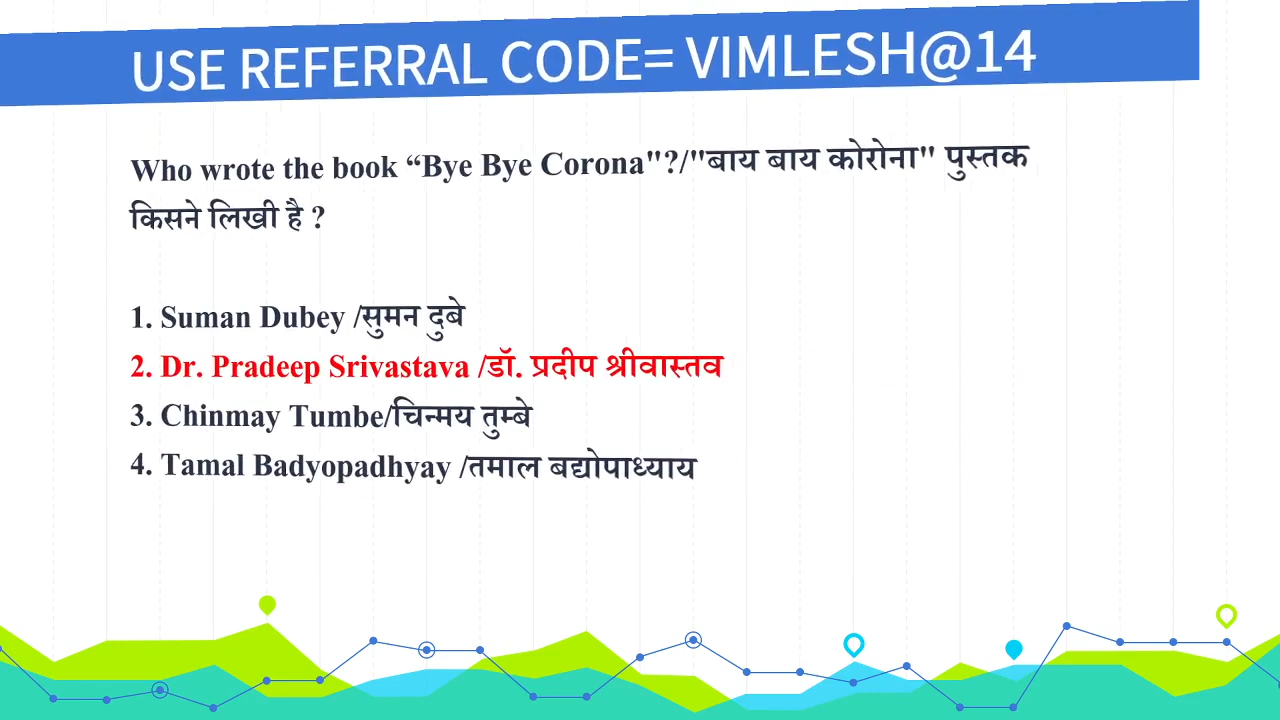 USE REFERRAL CODE= VIMLESH@14
Who wrote the book “Bye Bye Corona"?/"बाय बाय कोरोना" पुस्तक
किसने लिखी है ?
1. Suman Dubey /सुमन दुबे
2. Dr. Pradeep Srivastava /डॉ. प्रदीप श्रीवास्तव
3. Chinmay Tumbe/चिन्मय तुम्बे
4. Tamal Badyopadhyay /तमाल बद्योपाध्याय